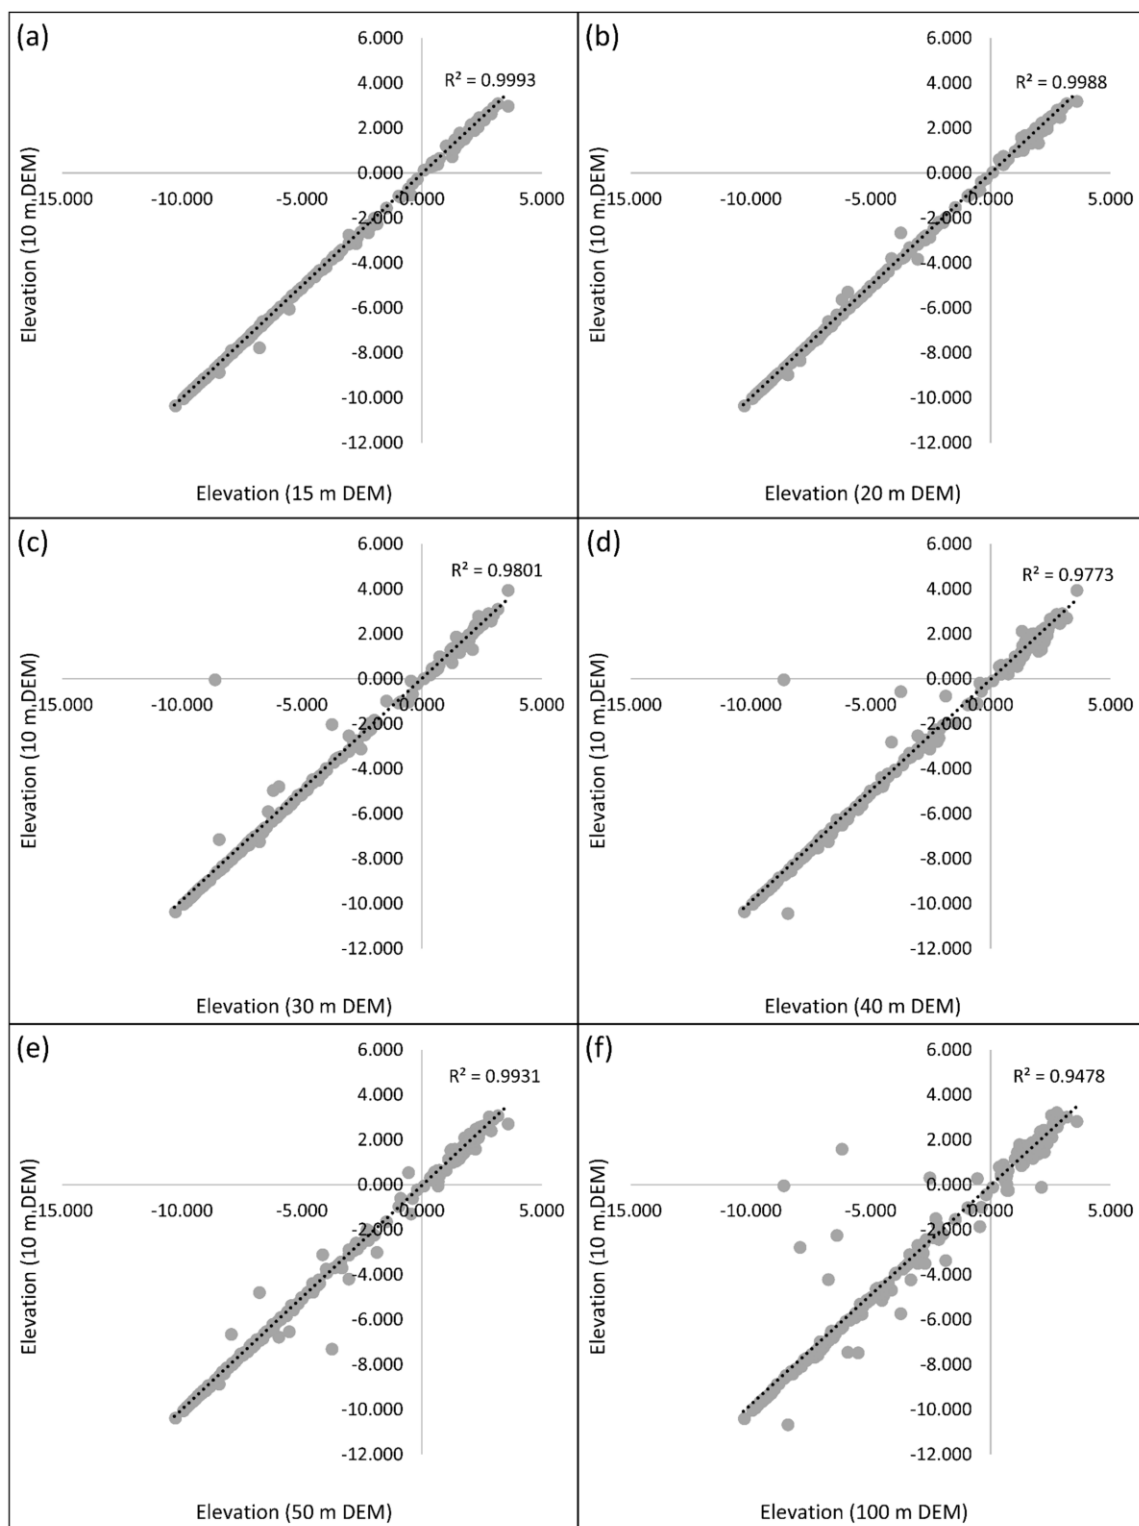 (a)
6.000
R² = 0.9993
4.000
2.000
0.000
-15.000 -10.000 -5.000 0.000 5.000
-2.000
-4.000
-6.000
-8.000
-10.000
-12.000
Elevation (10 m DEM)
Elevation (15 m DEM)
(b)
6.000
R² = 0.9988
4.000
2.000
0.000
-15.000 -10.000 -5.000 0.000 5.000
-2.000
-4.000
-6.000
-8.000
-10.000
-12.000
Elevation (10 m DEM)
Elevation (20 m DEM)
(c)
6.000
R² = 0.9801
4.000
2.000
0.000
-15.000 -10.000 -5.000 0.000 5.000
-2.000
-4.000
-6.000
-8.000
-10.000
-12.000
Elevation (10 m DEM)
Elevation (30 m DEM)
(d)
6.000
R² = 0.9773
4.000
2.000
0.000
-15.000 -10.000 -5.000 0.000 5.000
-2.000
-4.000
-6.000
-8.000
-10.000
-12.000
Elevation (10 m DEM)
Elevation (40 m DEM)
(e)
6.000
R² = 0.9931
4.000
2.000
0.000
-15.000 -10.000 -5.000 0.000 5.000
-2.000
-4.000
-6.000
-8.000
-10.000
-12.000
Elevation (10 m DEM)
Elevation (50 m DEM)
(f)
6.000
R² = 0.9478
4.000
2.000
0.000
-15.000 -10.000 -5.000 0.000 5.000
-2.000
-4.000
-6.000
-8.000
-10.000
-12.000
Elevation (10 m DEM)
Elevation (100 m DEM)